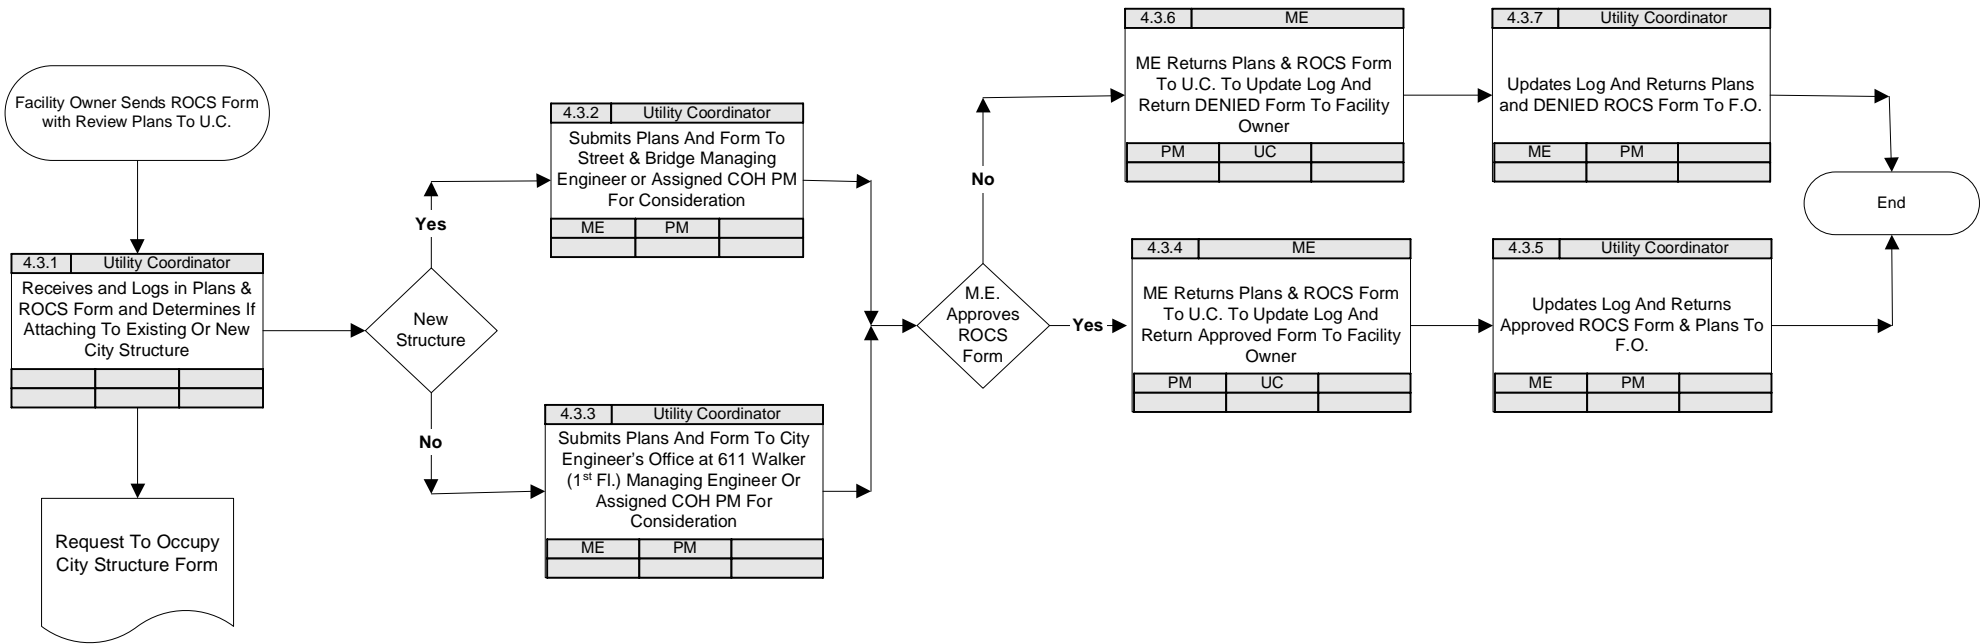 Facility Owner Sends ROCS Form
with Review Plans To U.C.
4.3.1 Utility Coordinator
Receives and Logs in Plans &
ROCS Form and Determines If
Attaching To Existing Or New
City Structure
Request To Occupy
City Structure Form
New
Structure
Yes
No
4.3.2 Utility Coordinator
Submits Plans And Form To
Street & Bridge Managing
Engineer or Assigned COH PM
For Consideration
ME PM
4.3.3 Utility Coordinator
Submits Plans And Form To City
Engineer's Office at 611 Walker
(1st Fl.) Managing Engineer Or
Assigned COH PM For
Consideration
ME PM
M.E.
Approves
ROCS
Form
No
Yes
4.3.6 ME
ME Returns Plans & ROCS Form
To U.C. To Update Log And
Return DENIED Form To Facility
Owner
PM UC
4.3.7 Utility Coordinator
Updates Log And Returns Plans
and DENIED ROCS Form To F.O.
ME PM
4.3.4 ME
ME Returns Plans & ROCS Form
To U.C. To Update Log And
Return Approved Form To Facility
Owner
PM UC
4.3.5 Utility Coordinator
Updates Log And Returns
Approved ROCS Form & Plans To
F.O.
ME PM
End